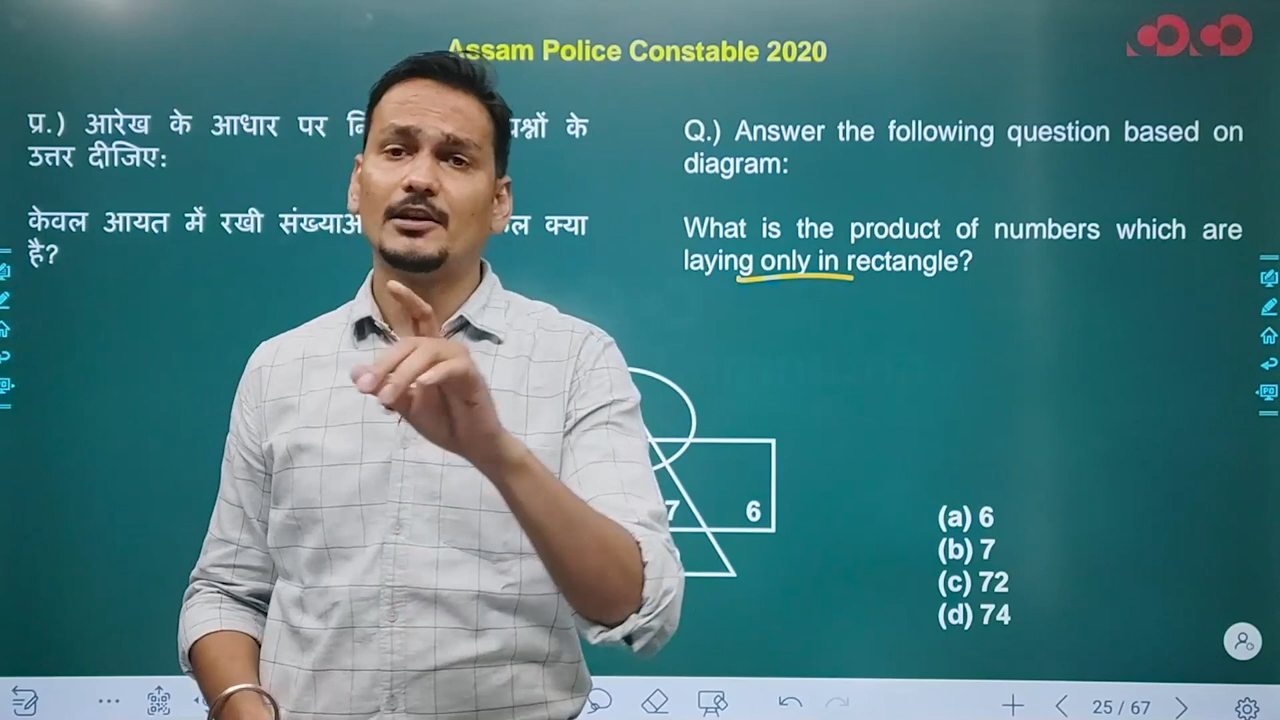 Assam Police Constable 2020
प्र.) आरेख के आधार पर के
उत्तर दीजिए:
केवल आयत में रखी क्या
है?
Q.) Answer the following question based on
diagram:
What is the product of numbers which are
laying only in rectangle?
7 6
(a) 6
(b) 7
(c) 72
(d) 74
25 / 67